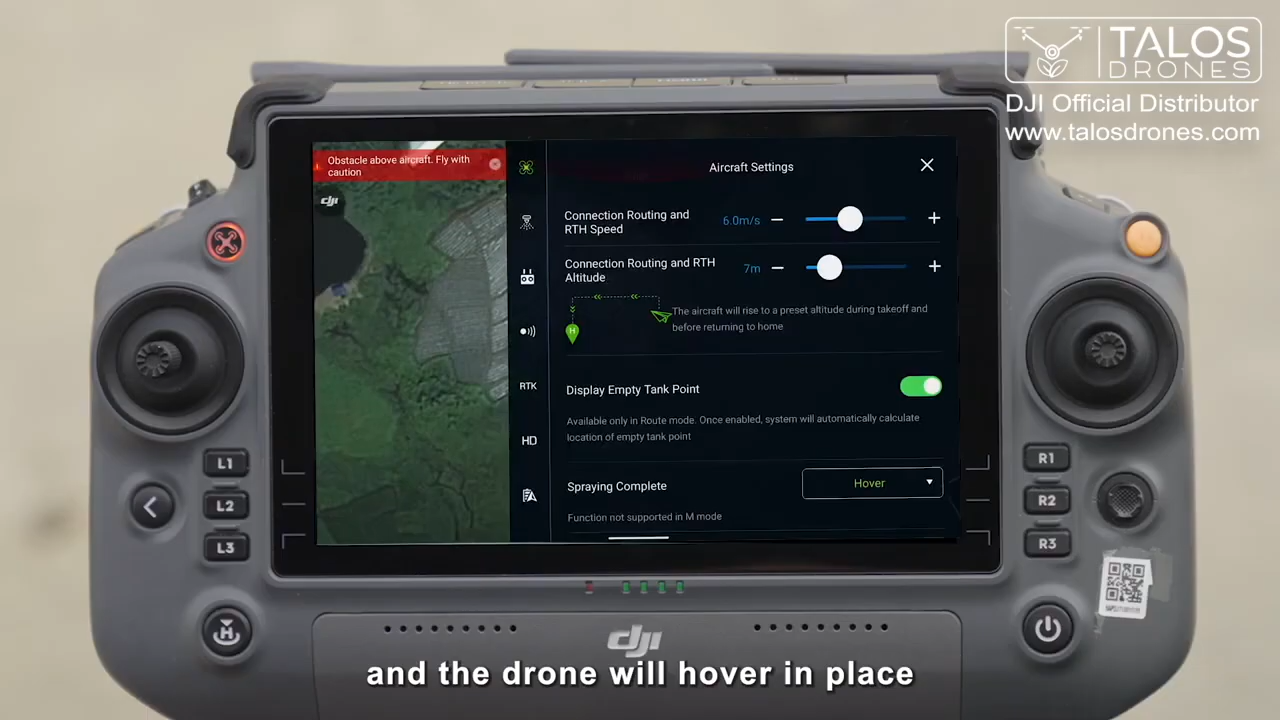 TALOS
DRONES
DJI Official Distributor
www.talosdrones.com
Obstacle above aircraft. Fly with
caution
dji
Aircraft Settings
Connection Routing and
RTH Speed
6.0m/s
Connection Routing and RTH
Altitude
7m
H
The aircraft will rise to a preset altitude during takeoff and
before returning to home
RTK
Display Empty Tank Point
Available only in Route mode. Once enabled, system will automatically calculate
location of empty tank point
HD
Spraying Complete
Hover
Function not supported in M mode
L1
L2
L3
R1
R2
R3
H
dji
and the drone will hover in place